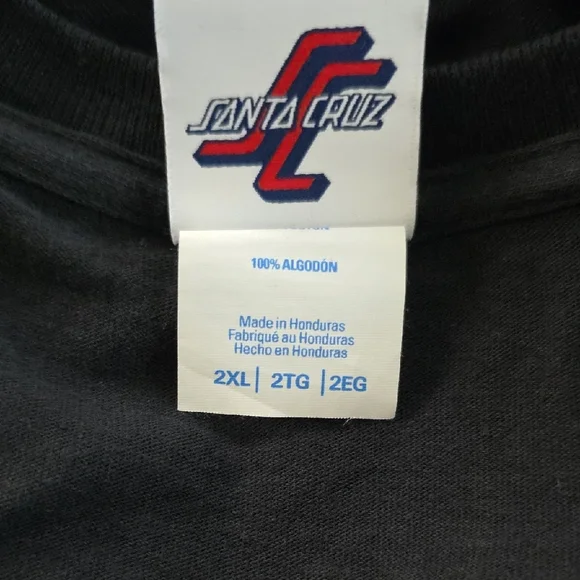 SANTA CRUZ
100% ALGODÓN
Made in Honduras
Fabriqué au Honduras
Hecho en Honduras
2XL | 2TG | 2EG